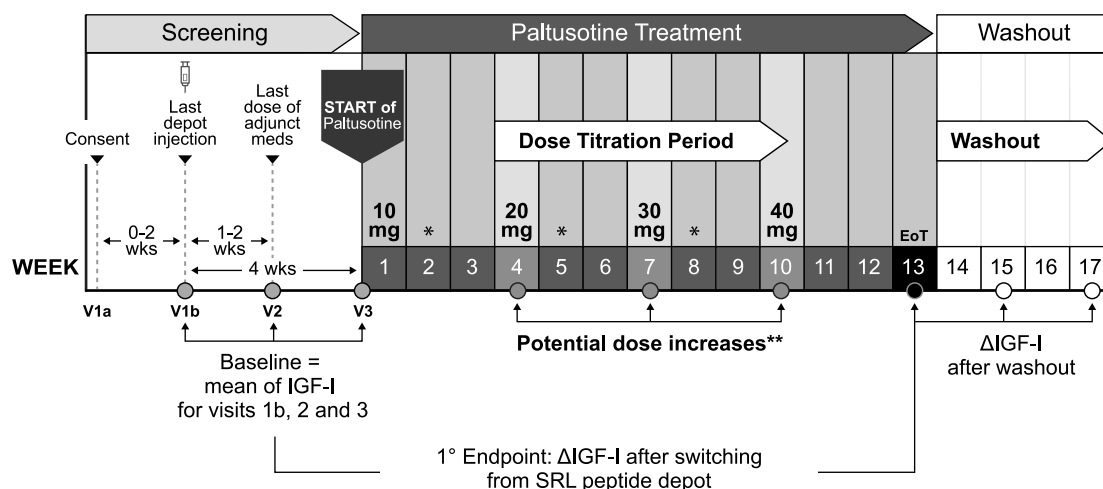 Screening
Paltusotine Treatment
Washout
Consent
Last
depot
injection
Last
dose of
adjunct
meds
START of
Paltusotine
Dose Titration Period
Washout
0-2
wks
1-2
wks
4 wks
10
mg
*
20
mg
*
30
mg
*
40
mg
EoT
WEEK
1 2 3 4 5 6 7 8 9 10 11 12 13 14 15 16 17
V1a V1b V2 V3
Baseline =
mean of IGF-I
for visits 1b, 2 and 3
Potential dose increases**
ΔIGF-I
after washout
1° Endpoint: ΔIGF-I after switching
from SRL peptide depot